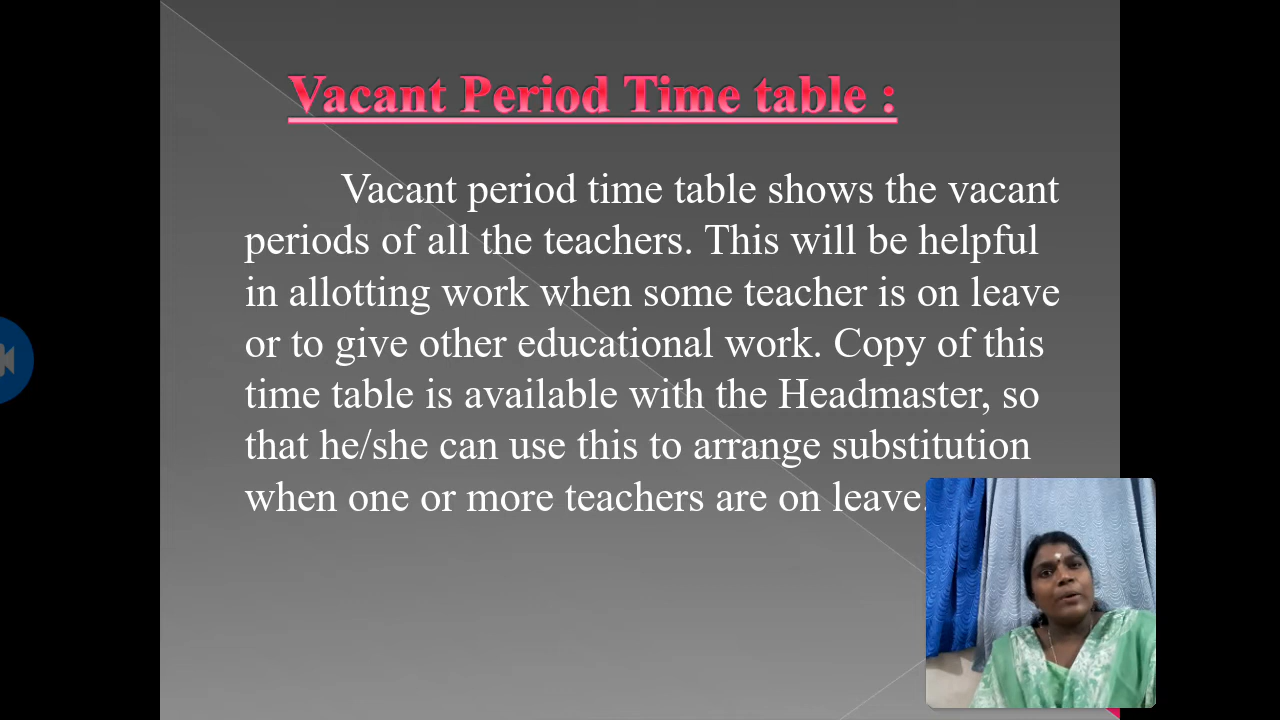 Vacant Period Time table :
Vacant period time table shows the vacant
periods of all the teachers. This will be helpful
in allotting work when some teacher is on leave
or to give other educational work. Copy of this
time table is available with the Headmaster, so
that he/she can use this to arrange substitution
when one or more teachers are on leave.